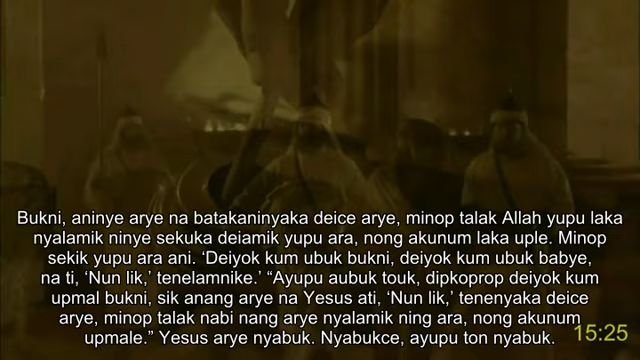 Bukni, aninye arye na batakaninyaka deice arye, minop talak Allah yupu laka
nyalamik ninye sekuka deiamik yupu ara, nong akunum laka uple. Minop
sekik yupu ara ani. ‘Deiyok kum ubuk bukni, deiyok kum ubuk babye,
na ti, ‘Nun lik,’ tenelamnike.’ “Ayupu aubuk touk, dipkoprop deiyok kum
upmal bukni, sik anang arye na Yesus ati, ‘Nun lik,’ tenenyaka deice
arye, minop talak nabi nang arye nyalamik ning ara, nong akunum
upmale.” Yesus arye nyabuk. Nyabukce, ayupu ton nyabuk.
15:25